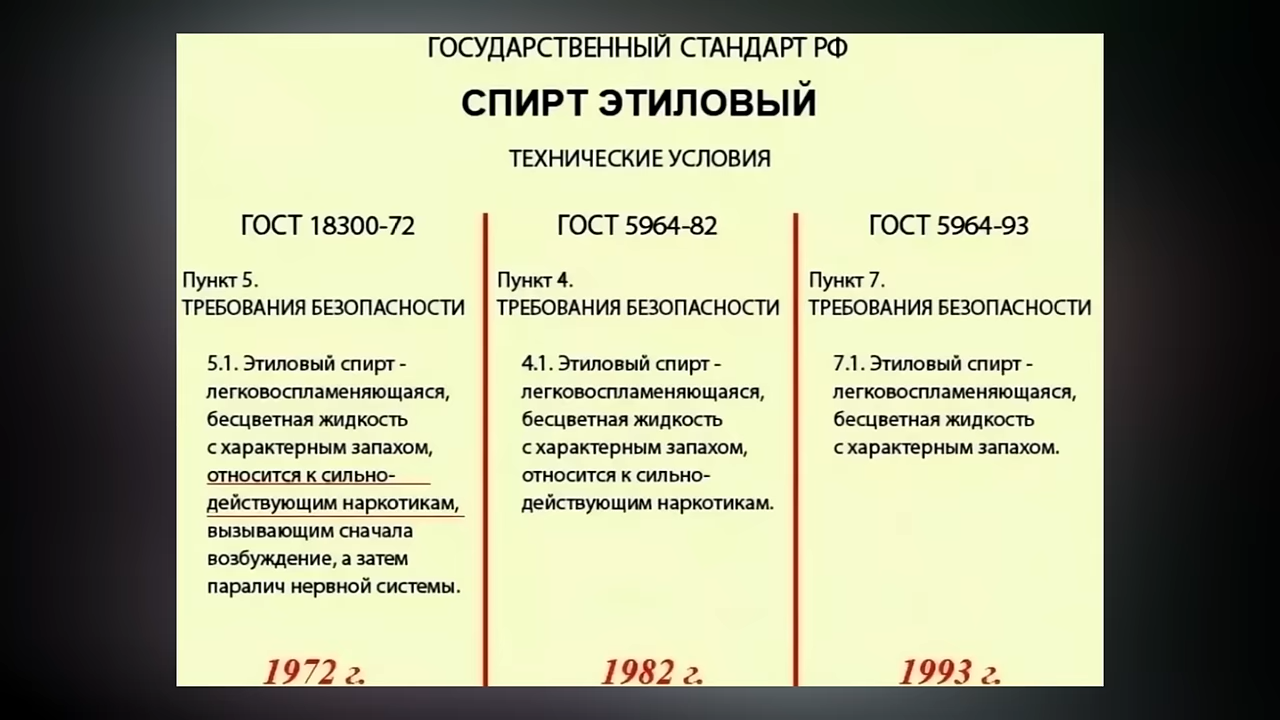 ГОСУДАРСТВЕННЫЙ СТАНДАРТ РФ
СПИРТ ЭТИЛОВЫЙ
ТЕХНИЧЕСКИЕ УСЛОВИЯ
ГОСТ 18300-72
Пункт 5.
ТРЕБОВАНИЯ БЕЗОПАСНОСТИ
5.1. Этиловый спирт -
легковоспламеняющаяся,
бесцветная жидкость
с характерным запахом,
относится к сильно-
действующим наркотикам,
вызывающим сначала
возбуждение, а затем
паралич нервной системы.
1972 г.
ГОСТ 5964-82
Пункт 4.
ТРЕБОВАНИЯ БЕЗОПАСНОСТИ
4.1. Этиловый спирт -
легковоспламеняющаяся,
бесцветная жидкость
с характерным запахом,
относится к сильно-
действующим наркотикам.
1982 г.
ГОСТ 5964-93
Пункт 7.
ТРЕБОВАНИЯ БЕЗОПАСНОСТИ
7.1. Этиловый спирт -
легковоспламеняющаяся,
бесцветная жидкость
с характерным запахом.
1993 г.